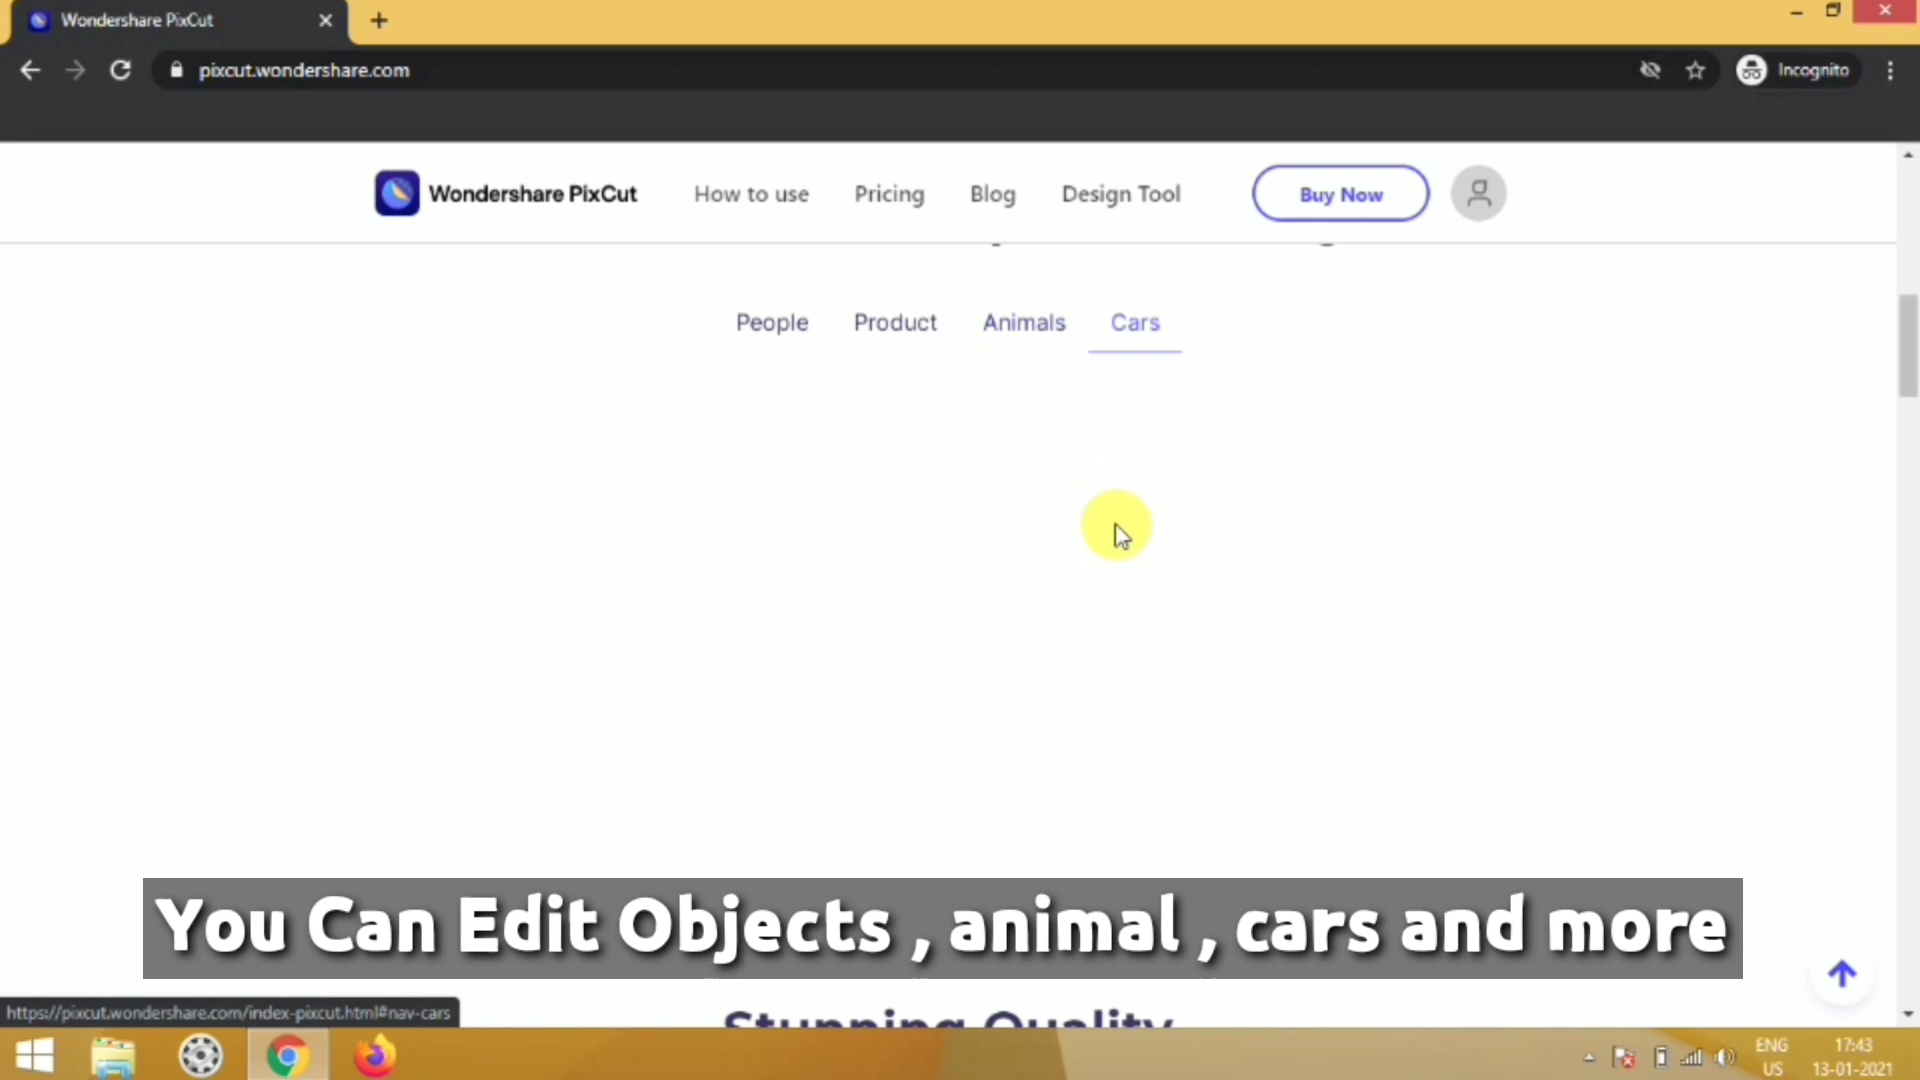 Wondershare PixCut
pixcut.wondershare.com
Incognito
Wondershare PixCut
How to use
Pricing
Blog
Design Tool
Buy Now
People
Product
Animals
Cars
You Can Edit Objects , animal , cars and more
Stunning Quality
https://pixcut.wondershare.com/index-pixcut.html#nav-cars
ENG
US
17:43
13-01-2021